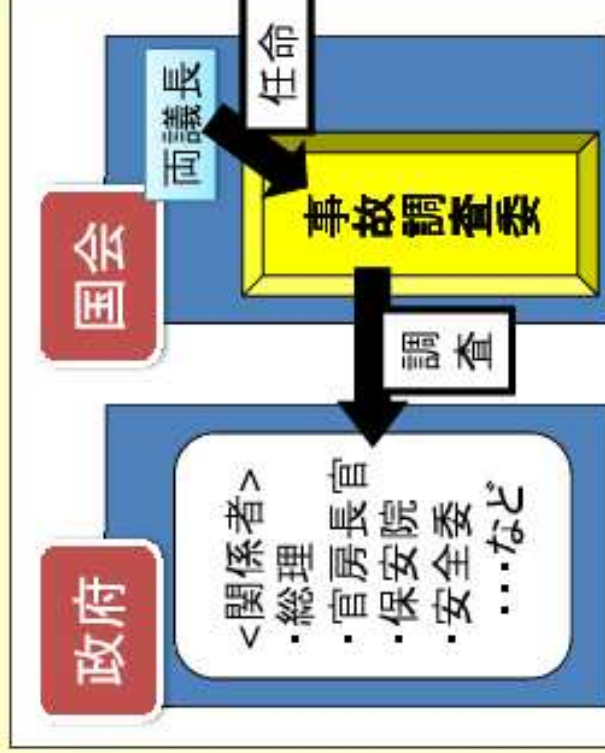 政府
<関係者>
・総理
・官房長官
・保安院
・安全委
・・・など
調
査
国会
両議長
任命
事故調査委